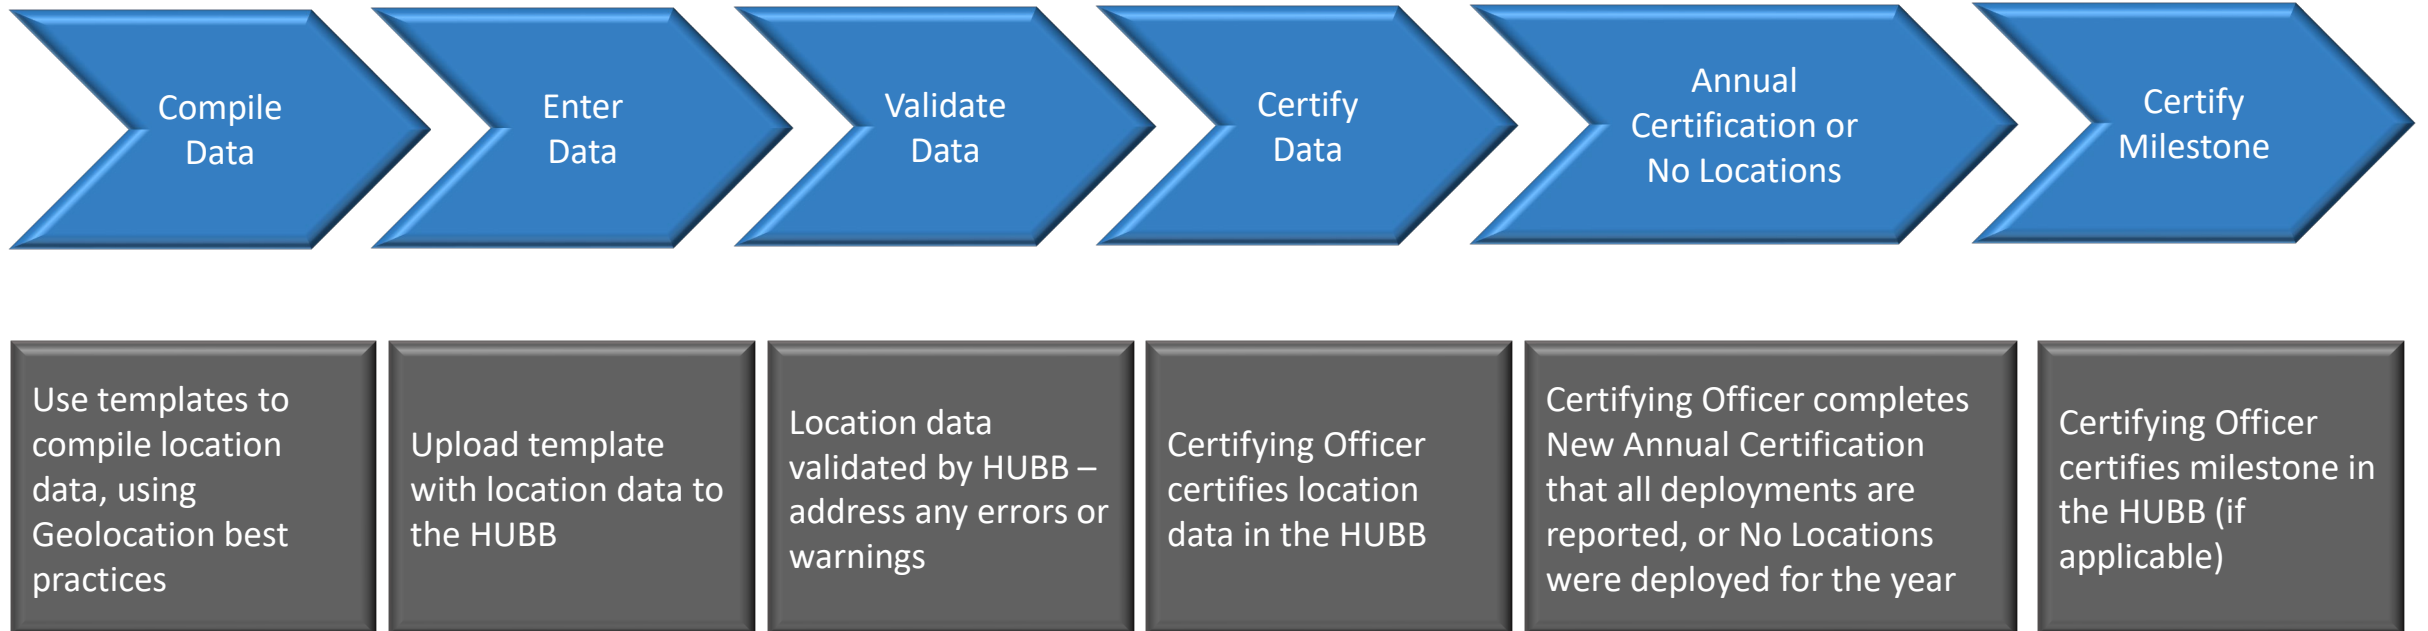 Compile
Data
Enter
Data
Validate
Data
Certify
Data
Annual
Certification or
No Locations
Certify
Milestone
Use templates to
compile location
data, using
Geolocation best
practices
Upload template
with location data to
the HUBB
Location data
validated by HUBB –
address any errors or
warnings
Certifying Officer
certifies location
data in the HUBB
Certifying Officer completes
New Annual Certification
that all deployments are
reported, or No Locations
were deployed for the year
Certifying Officer
certifies milestone in
the HUBB (if
applicable)